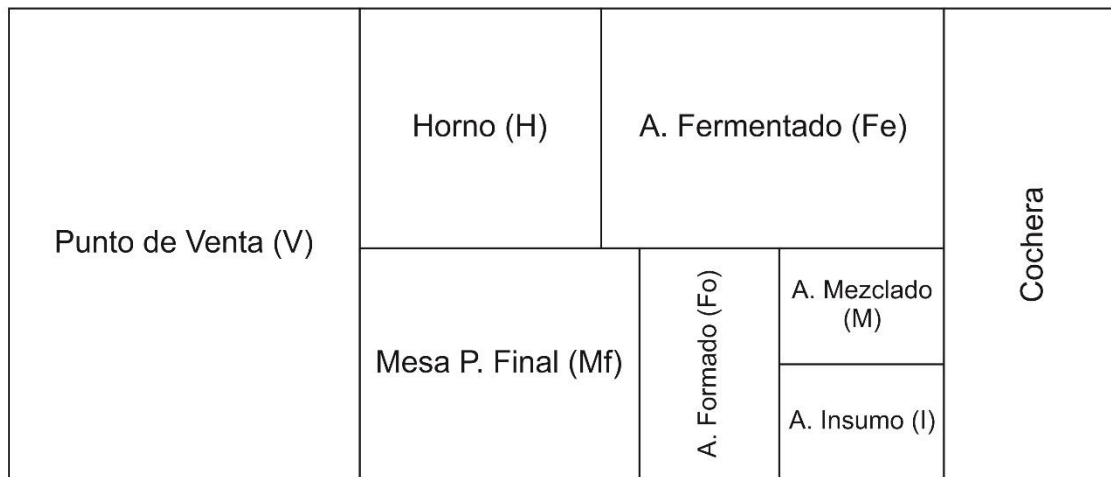 Punto de Venta (V)
Horno (H)
A. Fermentado (Fe)
Mesa P. Final (Mf)
A. Formado (Fo)
A. Mezclado
(M)
A. Insumo (I)
Cochera